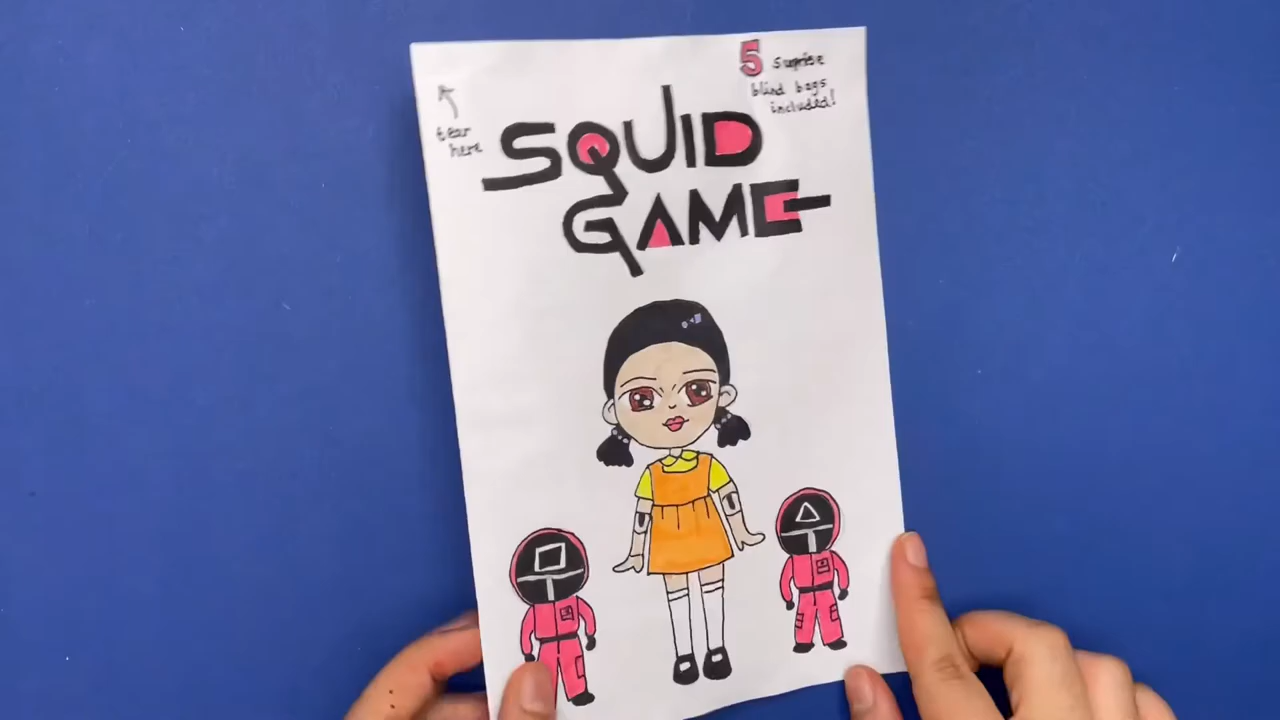 5 surprise
blind bags
included!
tear
here
SQUID
GAME